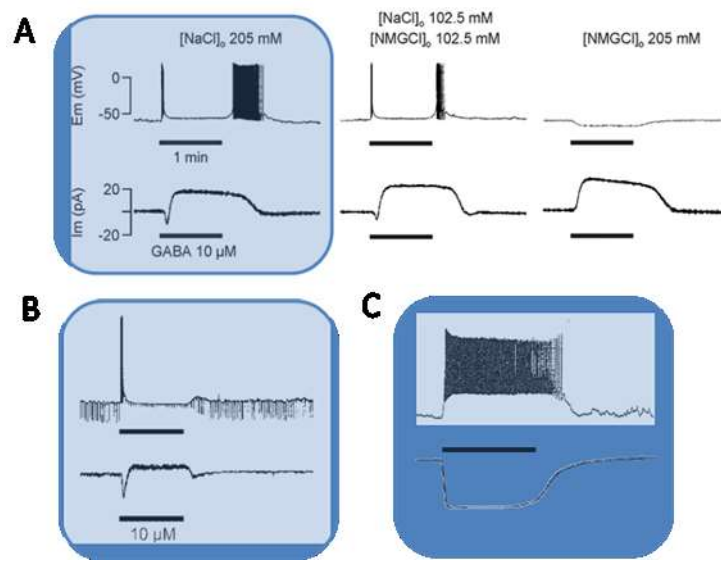 A
[NaCl]o 205 mM
[NaCl]o 102.5 mM
[NMGCl]o 102.5 mM
[NMGCl]o 205 mM
Em (mV)
0
-50
1 min
Im (pA)
20
-20
GABA 10 µM
B
10 µM
C